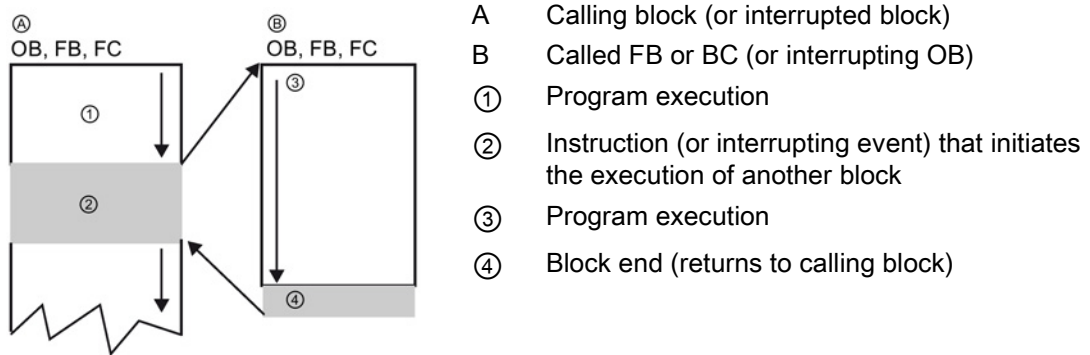 Ⓐ
OB, FB, FC
①
②
Ⓑ
OB, FB, FC
③
④
A Calling block (or interrupted block)
B Called FB or BC (or interrupting OB)
① Program execution
② Instruction (or interrupting event) that initiates
the execution of another block
③ Program execution
④ Block end (returns to calling block)